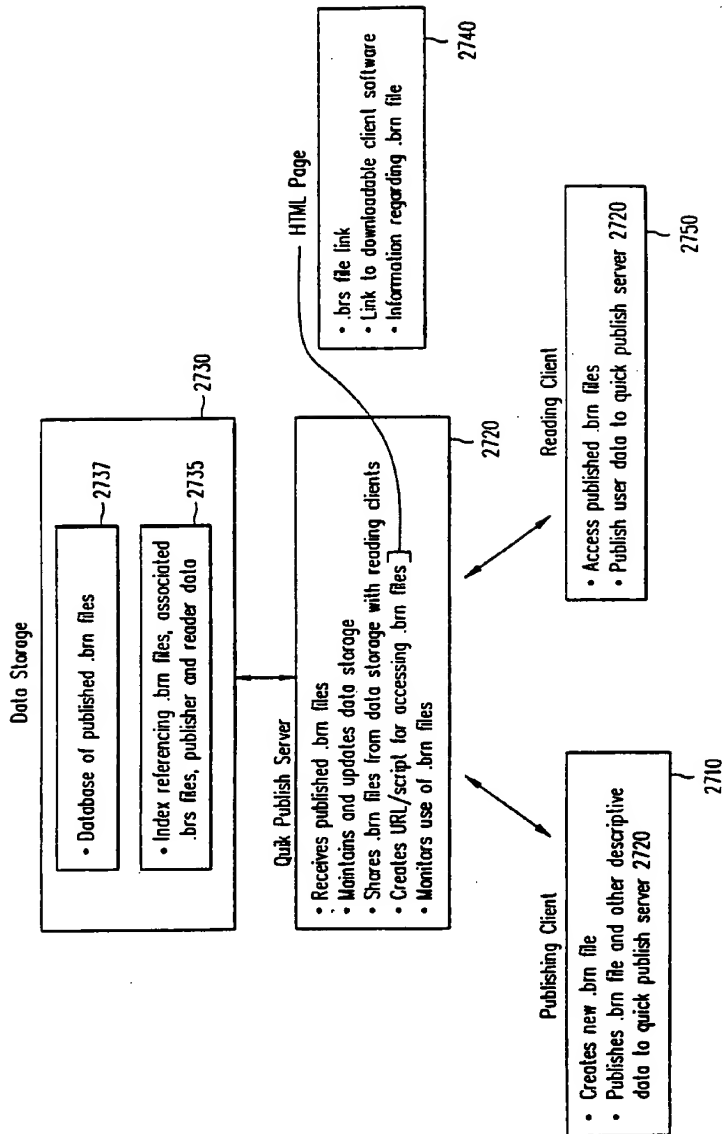 Data Storage
2730
2737
• Database of published .brn files
2735
• Index referencing .brn files, associated
.brs files, publisher and reader data
Quik Publish Server
2720
• Receives published .brn files
• Maintains and updates data storage
• Shares .brn files from data storage with reading clients
• Creates URL/script for accessing .brn files
• Monitors use of .brn files
HTML Page
• .brs file link
• Link to downloadable client software
• Information regarding .brn file
2740
Publishing Client
• Creates new .brn file
• Publishes .brn file and other descriptive
data to quick publish server 2720
2710
Reading Client
• Access published .brn files
• Publish user data to quick publish server 2720
2750